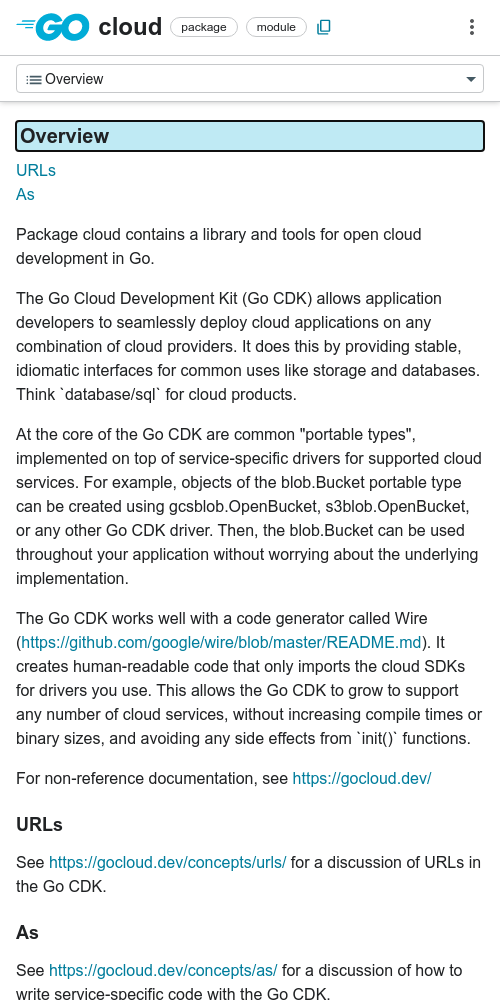 GO cloud package module
Overview
Overview
URLs
As
Package cloud contains a library and tools for open cloud
development in Go.
The Go Cloud Development Kit (Go CDK) allows application
developers to seamlessly deploy cloud applications on any
combination of cloud providers. It does this by providing stable,
idiomatic interfaces for common uses like storage and databases.
Think `database/sql` for cloud products.
At the core of the Go CDK are common "portable types",
implemented on top of service-specific drivers for supported cloud
services. For example, objects of the blob.Bucket portable type
can be created using gcsblob.OpenBucket, s3blob.OpenBucket,
or any other Go CDK driver. Then, the blob.Bucket can be used
throughout your application without worrying about the underlying
implementation.
The Go CDK works well with a code generator called Wire
(https://github.com/google/wire/blob/master/README.md). It
creates human-readable code that only imports the cloud SDKs
for drivers you use. This allows the Go CDK to grow to support
any number of cloud services, without increasing compile times or
binary sizes, and avoiding any side effects from `init()` functions.
For non-reference documentation, see https://gocloud.dev/
URLs
See https://gocloud.dev/concepts/urls/ for a discussion of URLs in
the Go CDK.
As
See https://gocloud.dev/concepts/as/ for a discussion of how to
write service-specific code with the Go CDK.